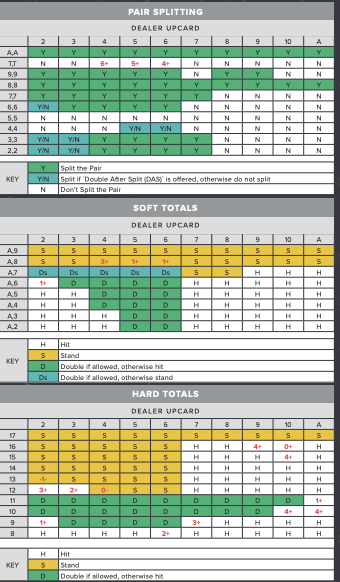 PAIR SPLITTING
DEALER UPCARD
2 3 4 5 6 7 8 9 10 A
A,A Y Y Y Y Y Y Y Y Y Y
T,T N N 6+ 5+ 4+ N N N N N
9,9 Y Y Y Y Y N Y Y N N
8,8 Y Y Y Y Y Y Y Y Y Y
7,7 Y Y Y Y Y Y N N N N
6,6 Y/N Y Y Y Y N N N N N
5,5 N N N N N N N N N N
4,4 N N N Y/N Y/N N N N N N
3,3 Y/N Y/N Y Y Y Y N N N N
2,2 Y/N Y/N Y Y Y Y N N N N
KEY
Y Split the Pair
Y/N Split if 'Double After Split (DAS)' is offered, otherwise do not split
N Don't Split the Pair
SOFT TOTALS
DEALER UPCARD
2 3 4 5 6 7 8 9 10 A
A,9 S S S S S S S S S S
A,8 S S 3+ 1+ 1+ S S S S S
A,7 Ds Ds Ds Ds Ds S S H H H
A,6 1+ D D D D H H H H H
A,5 H H D D D H H H H H
A,4 H H D D D H H H H H
A,3 H H H D D H H H H H
A,2 H H H D D H H H H H
KEY
H Hit
S Stand
D Double if allowed, otherwise hit
Ds Double if allowed, otherwise stand
HARD TOTALS
DEALER UPCARD
2 3 4 5 6 7 8 9 10 A
17 S S S S S S S S S S
16 S S S S S H H 4+ 0+ H
15 S S S S S H H H 4+ H
14 S S S S S H H H H H
13 -1- S S S S H H H H H
12 3+ 2+ 0- S S H H H H H
11 D D D D D D D D D 1+
10 D D D D D D D D 4+ 4+
9 1+ D D D D 3+ H H H H
8 H H H H 2+ H H H H H
KEY
H Hit
S Stand
D Double if allowed, otherwise hit